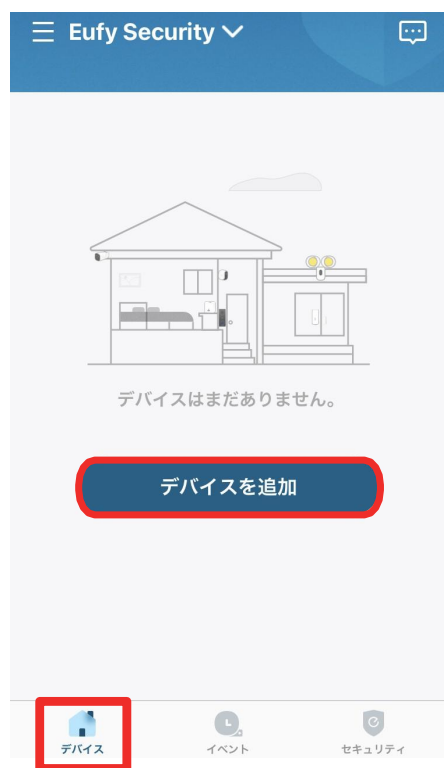 Eufy Security
デバイスはまだありません。
デバイスを追加
デバイス
イベント
セキュリティ